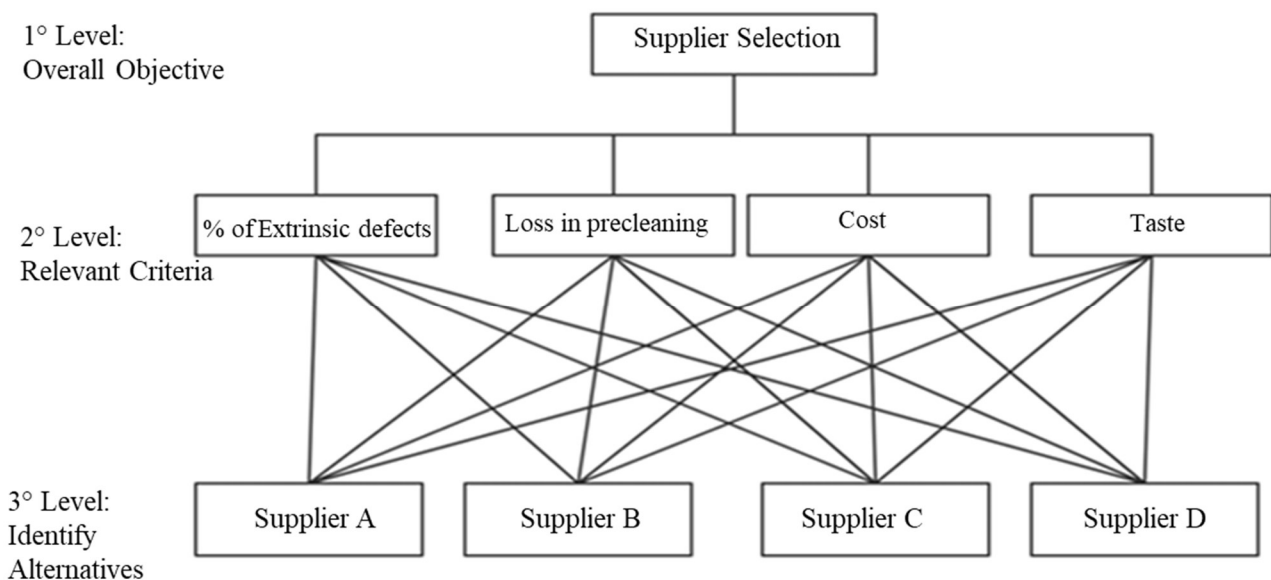 1° Level:
Overall Objective
Supplier Selection
2° Level:
Relevant Criteria
% of Extrinsic defects
Loss in precleaning
Cost
Taste
3° Level:
Identify
Alternatives
Supplier A
Supplier B
Supplier C
Supplier D